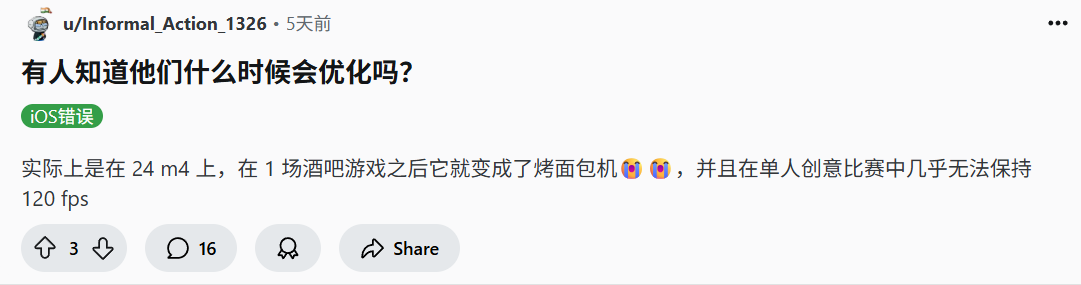 u/Informal_Action_1326 • 5天前
有人知道他们什么时候会优化吗？
iOS错误
实际上是在 24 m4 上，在 1 场酒吧游戏之后它就变成了烤面包机😭😭，并且在单人创意比赛中几乎无法保持
120 fps
3 16 Share